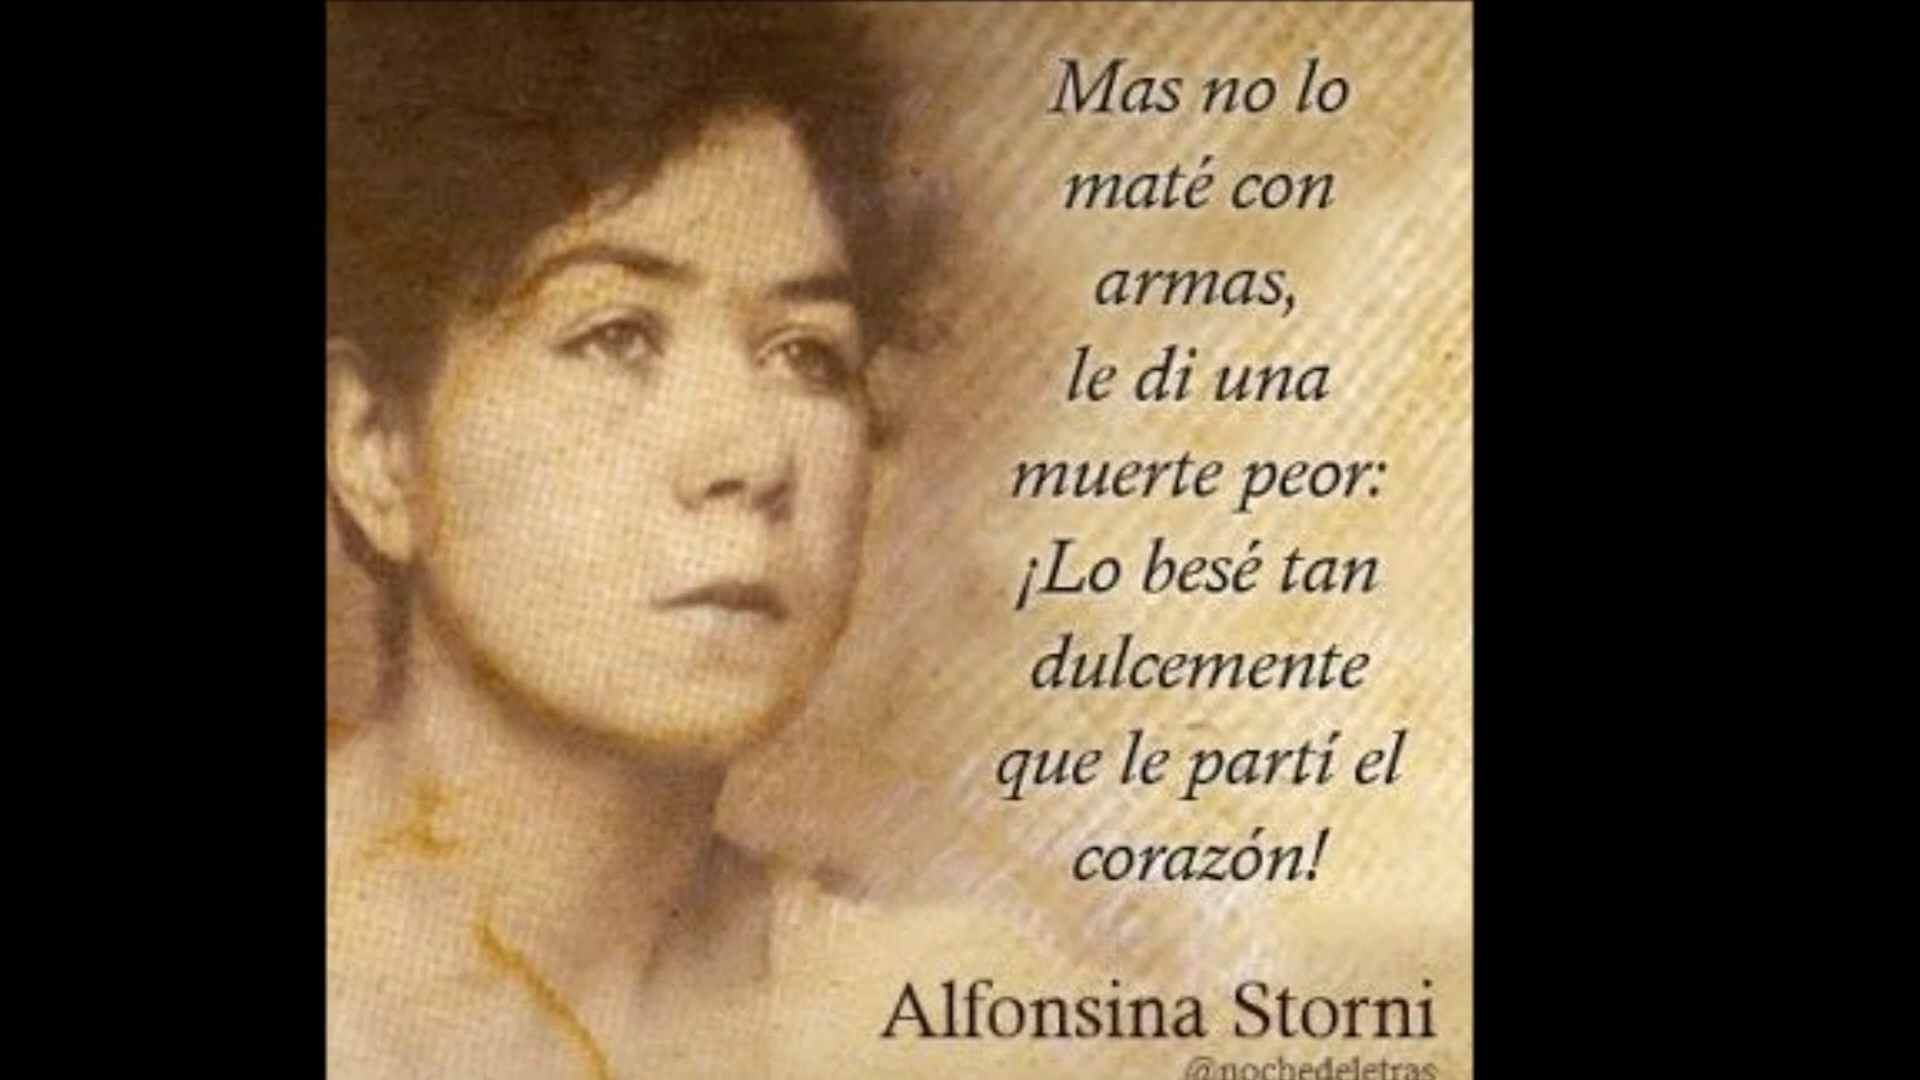 Mas no lo
maté con
armas,
le di una
muerte peor:
¡Lo besé tan
dulcemente
que le partí el
corazón!
Alfonsina Storni
@nochedeletras